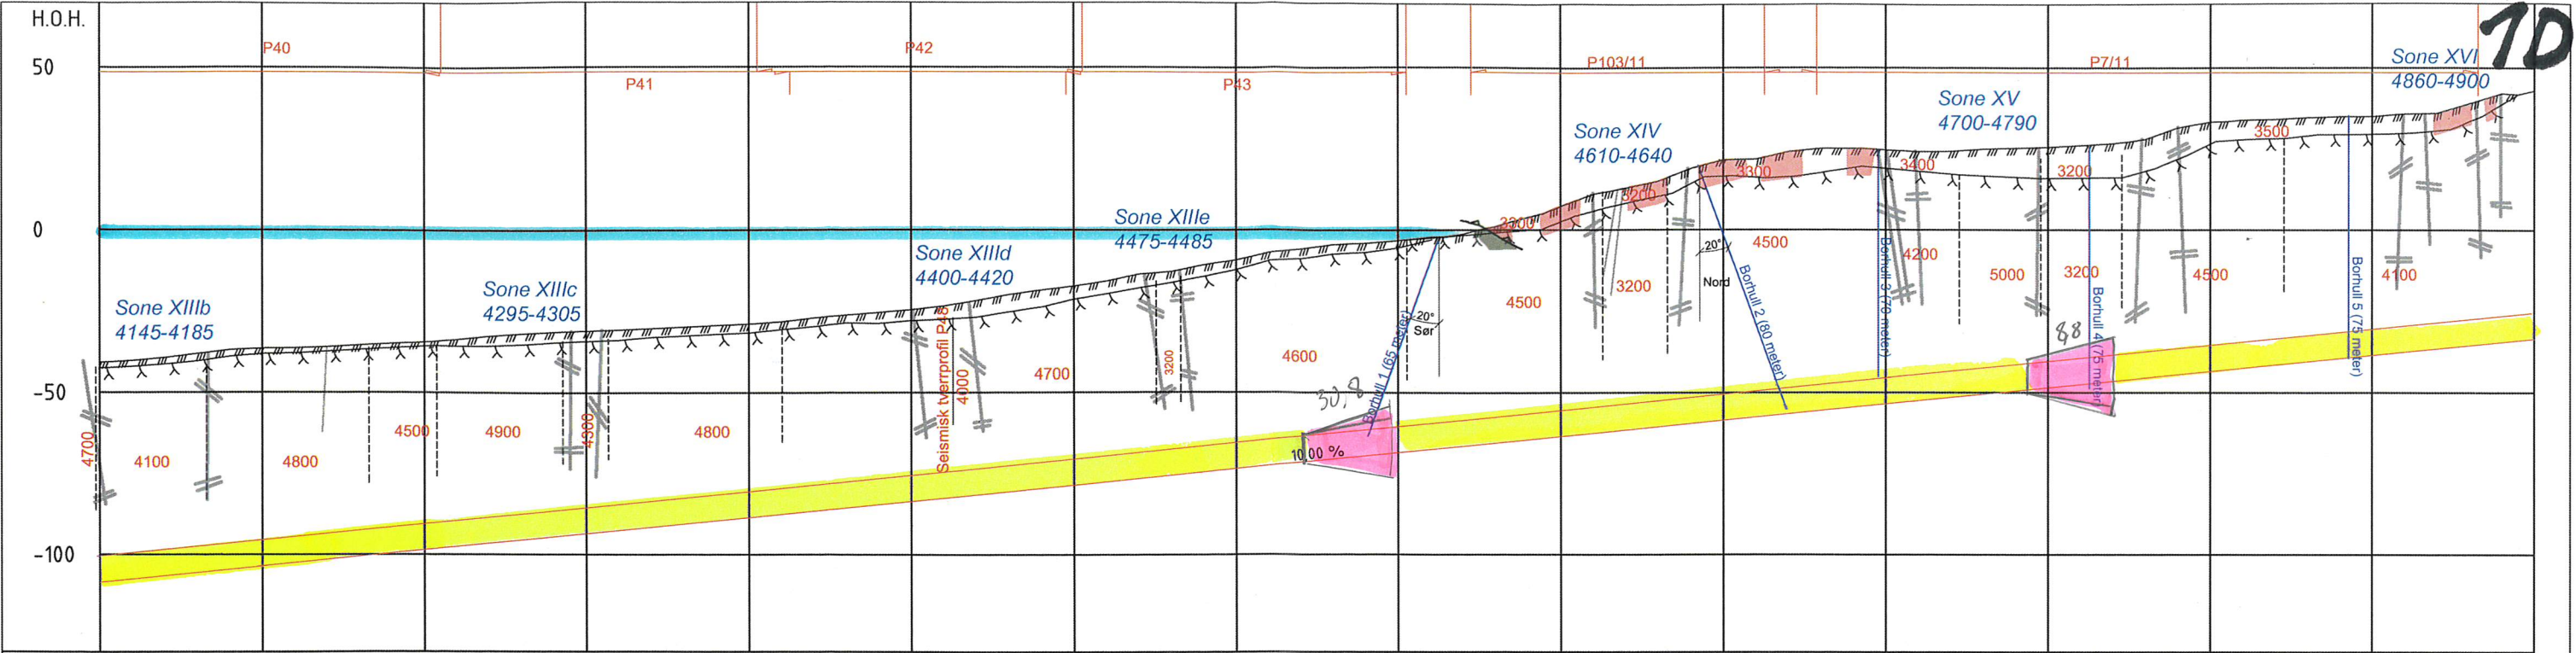 H.O.H.
50
0
-50
-100
1D
P40
P41
P42
P43
P103/11
P7/11
Sone XIIIb
4145-4185
Sone XIIIc
4295-4305
Sone XIIId
4400-4420
Sone XIIIe
4475-4485
Sone XIV
4610-4640
Sone XV
4700-4790
Sone XVI
4860-4900
3200
3300
3400
3200
3500
4700
4100
4800
4500
4900
4300
4800
Seismisk tverrprofil P48
4000
4700
3200
4600
4500
3200
4500
4200
5000
3200
4500
4100
20°
Sør
20°
Nord
Borhull 1 (65 meter)
Borhull 2 (80 meter)
Borhull 3 (70 meter)
Borhull 4 (75 meter)
Borhull 5 (75 meter)
30,8
88
10.00 %